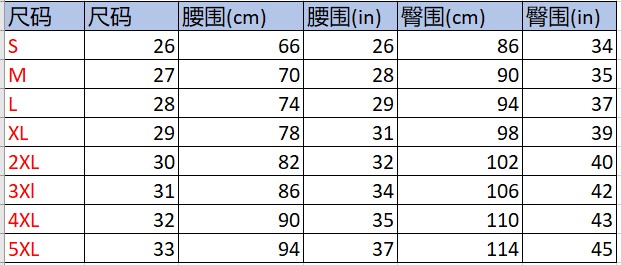 尺码 尺码 腰围(cm) 腰围(in) 臀围(cm) 臀围(in)
S 26 66 26 86 34
M 27 70 28 90 35
L 28 74 29 94 37
XL 29 78 31 98 39
2XL 30 82 32 102 40
3Xl 31 86 34 106 42
4XL 32 90 35 110 43
5XL 33 94 37 114 45